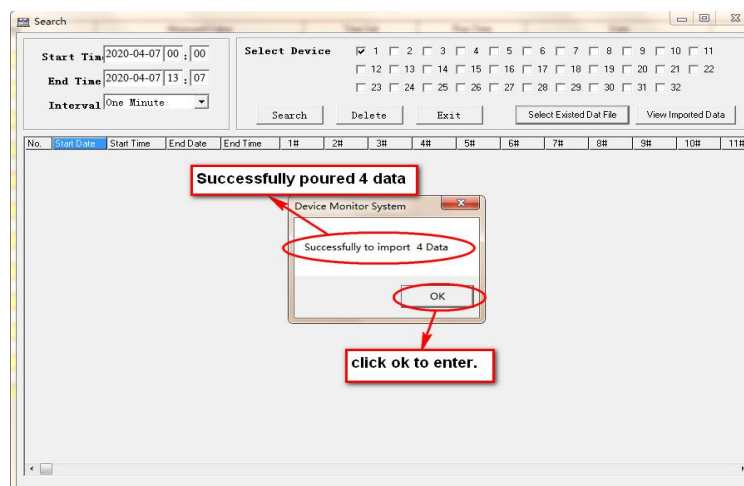 Search
Start Tim 2020-04-07 00 : 00
End Time 2020-04-07 13 : 07
Interval One Minute
Select Device 1 2 3 4 5 6 7 8 9 10 11
12 13 14 15 16 17 18 19 20 21 22
23 24 25 26 27 28 29 30 31 32
Search Delete Exit Select Existed Dat File View Imported Data
No. Start Date Start Time End Date End Time 1# 2# 3# 4# 5# 6# 7# 8# 9# 10# 11#
Successfully poured 4 data
Device Monitor System
Successfully to import 4 Data
OK
click ok to enter.